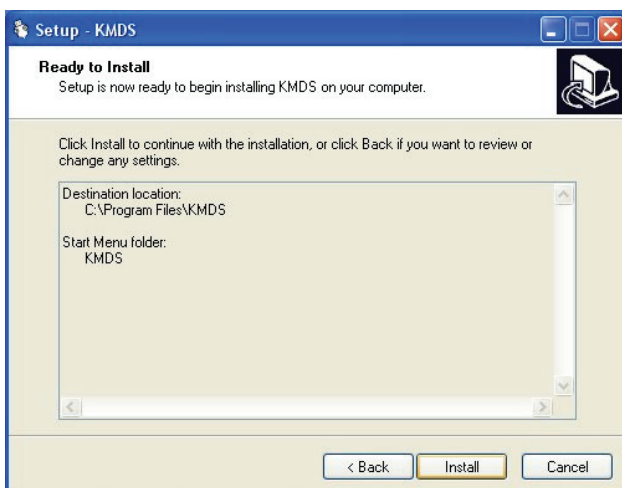 Setup - KMDS
Ready to Install
Setup is now ready to begin installing KMDS on your computer.
Click Install to continue with the installation, or click Back if you want to review or
change any settings.
Destination location:
C:\Program Files\KMDS
Start Menu folder:
KMDS
< Back
Install
Cancel